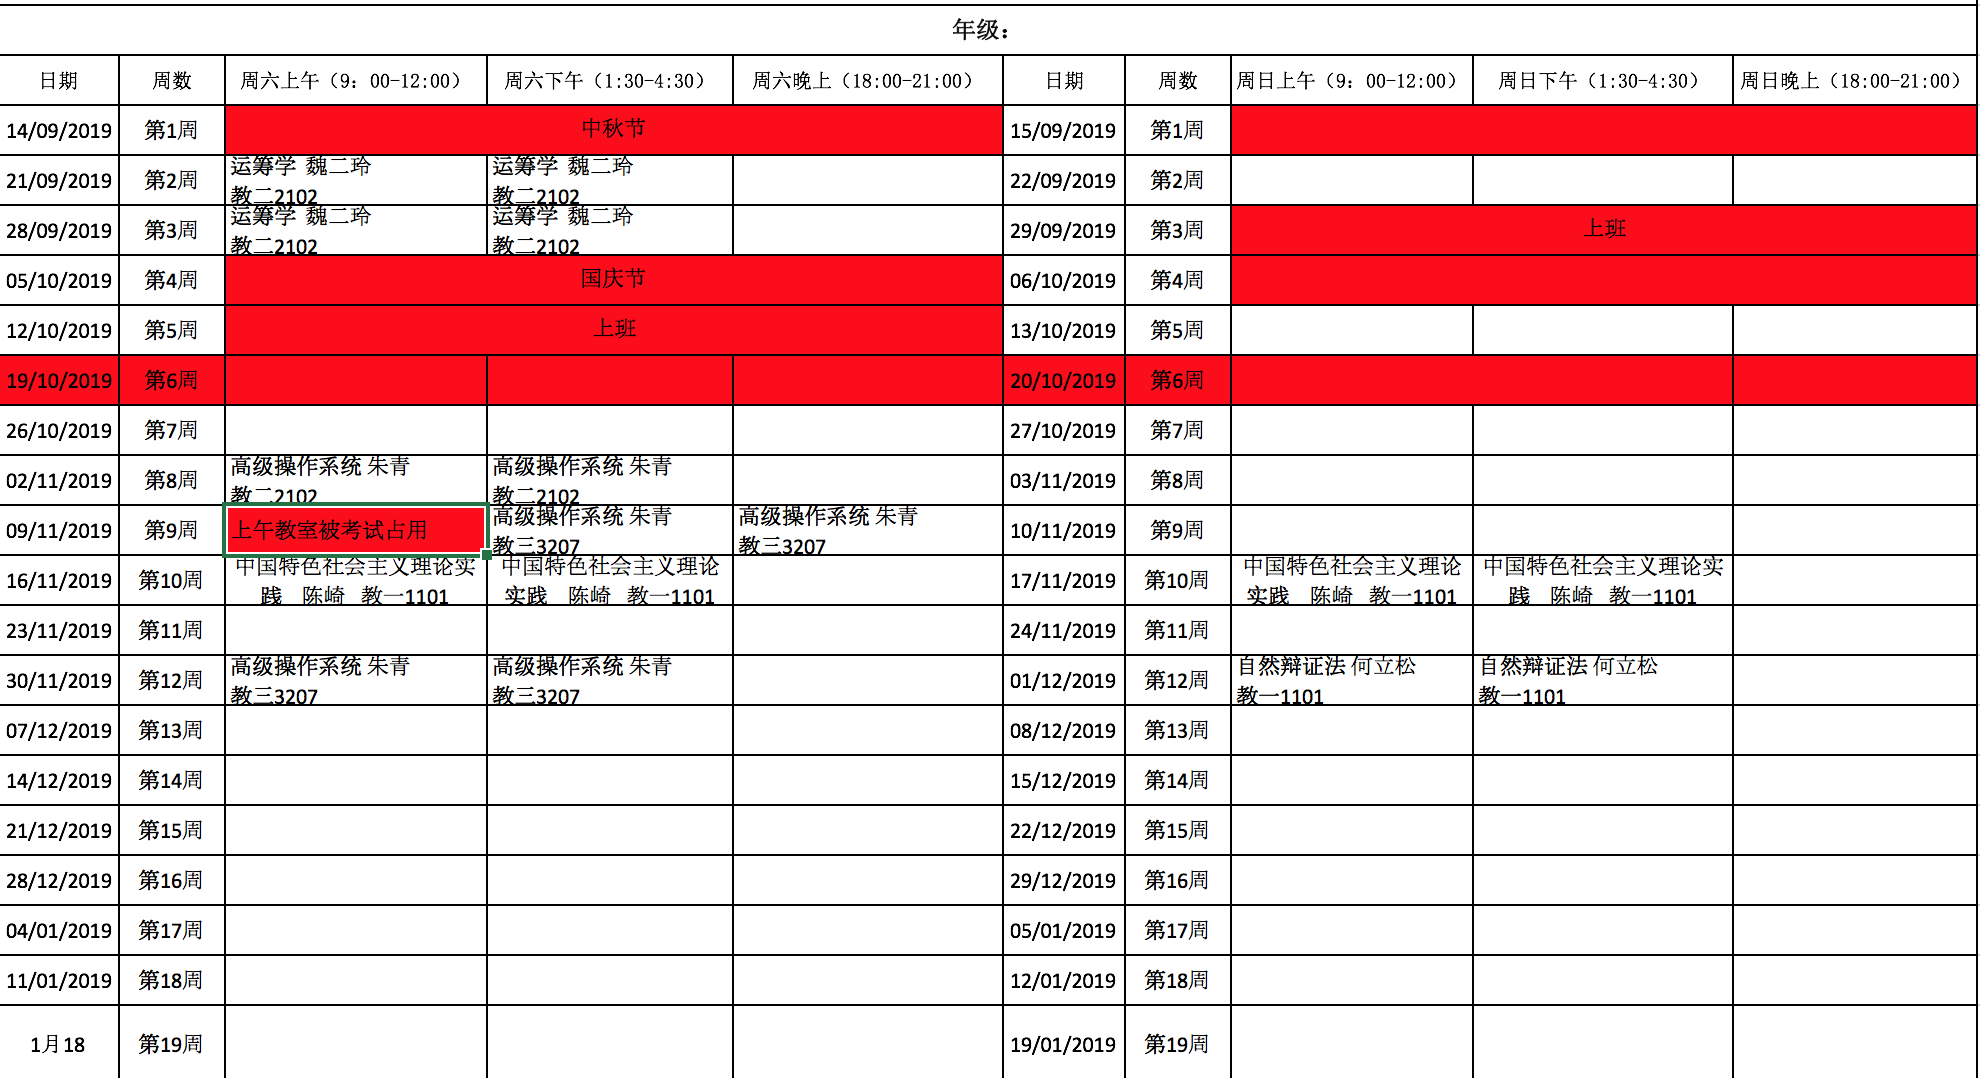 年级：
日期 周数 周六上午（9：00-12:00） 周六下午（1:30-4:30） 周六晚上（18:00-21:00） 日期 周数 周日上午（9：00-12:00） 周日下午（1:30-4:30） 周日晚上（18:00-21:00）
14/09/2019 第1周 中秋节 15/09/2019 第1周
21/09/2019 第2周 运筹学 魏二玲 教二2102 运筹学 魏二玲 教二2102 22/09/2019 第2周
28/09/2019 第3周 运筹学 魏二玲 教二2102 运筹学 魏二玲 教二2102 29/09/2019 第3周 上班
05/10/2019 第4周 国庆节 06/10/2019 第4周
12/10/2019 第5周 上班 13/10/2019 第5周
19/10/2019 第6周 20/10/2019 第6周
26/10/2019 第7周 27/10/2019 第7周
02/11/2019 第8周 高级操作系统 朱青 教二2102 高级操作系统 朱青 教二2102 03/11/2019 第8周
09/11/2019 第9周 上午教室被考试占用 高级操作系统 朱青 教三3207 高级操作系统 朱青 教三3207 10/11/2019 第9周
16/11/2019 第10周 中国特色社会主义理论实践 陈崎 教一1101 中国特色社会主义理论实践 陈崎 教一1101 17/11/2019 第10周 中国特色社会主义理论实践 陈崎 教一1101 中国特色社会主义理论实践 陈崎 教一1101
23/11/2019 第11周 24/11/2019 第11周
30/11/2019 第12周 高级操作系统 朱青 教三3207 高级操作系统 朱青 教三3207 01/12/2019 第12周 自然辩证法 何立松 教一1101 自然辩证法 何立松 教一1101
07/12/2019 第13周 08/12/2019 第13周
14/12/2019 第14周 15/12/2019 第14周
21/12/2019 第15周 22/12/2019 第15周
28/12/2019 第16周 29/12/2019 第16周
04/01/2019 第17周 05/01/2019 第17周
11/01/2019 第18周 12/01/2019 第18周
1月18 第19周 19/01/2019 第19周